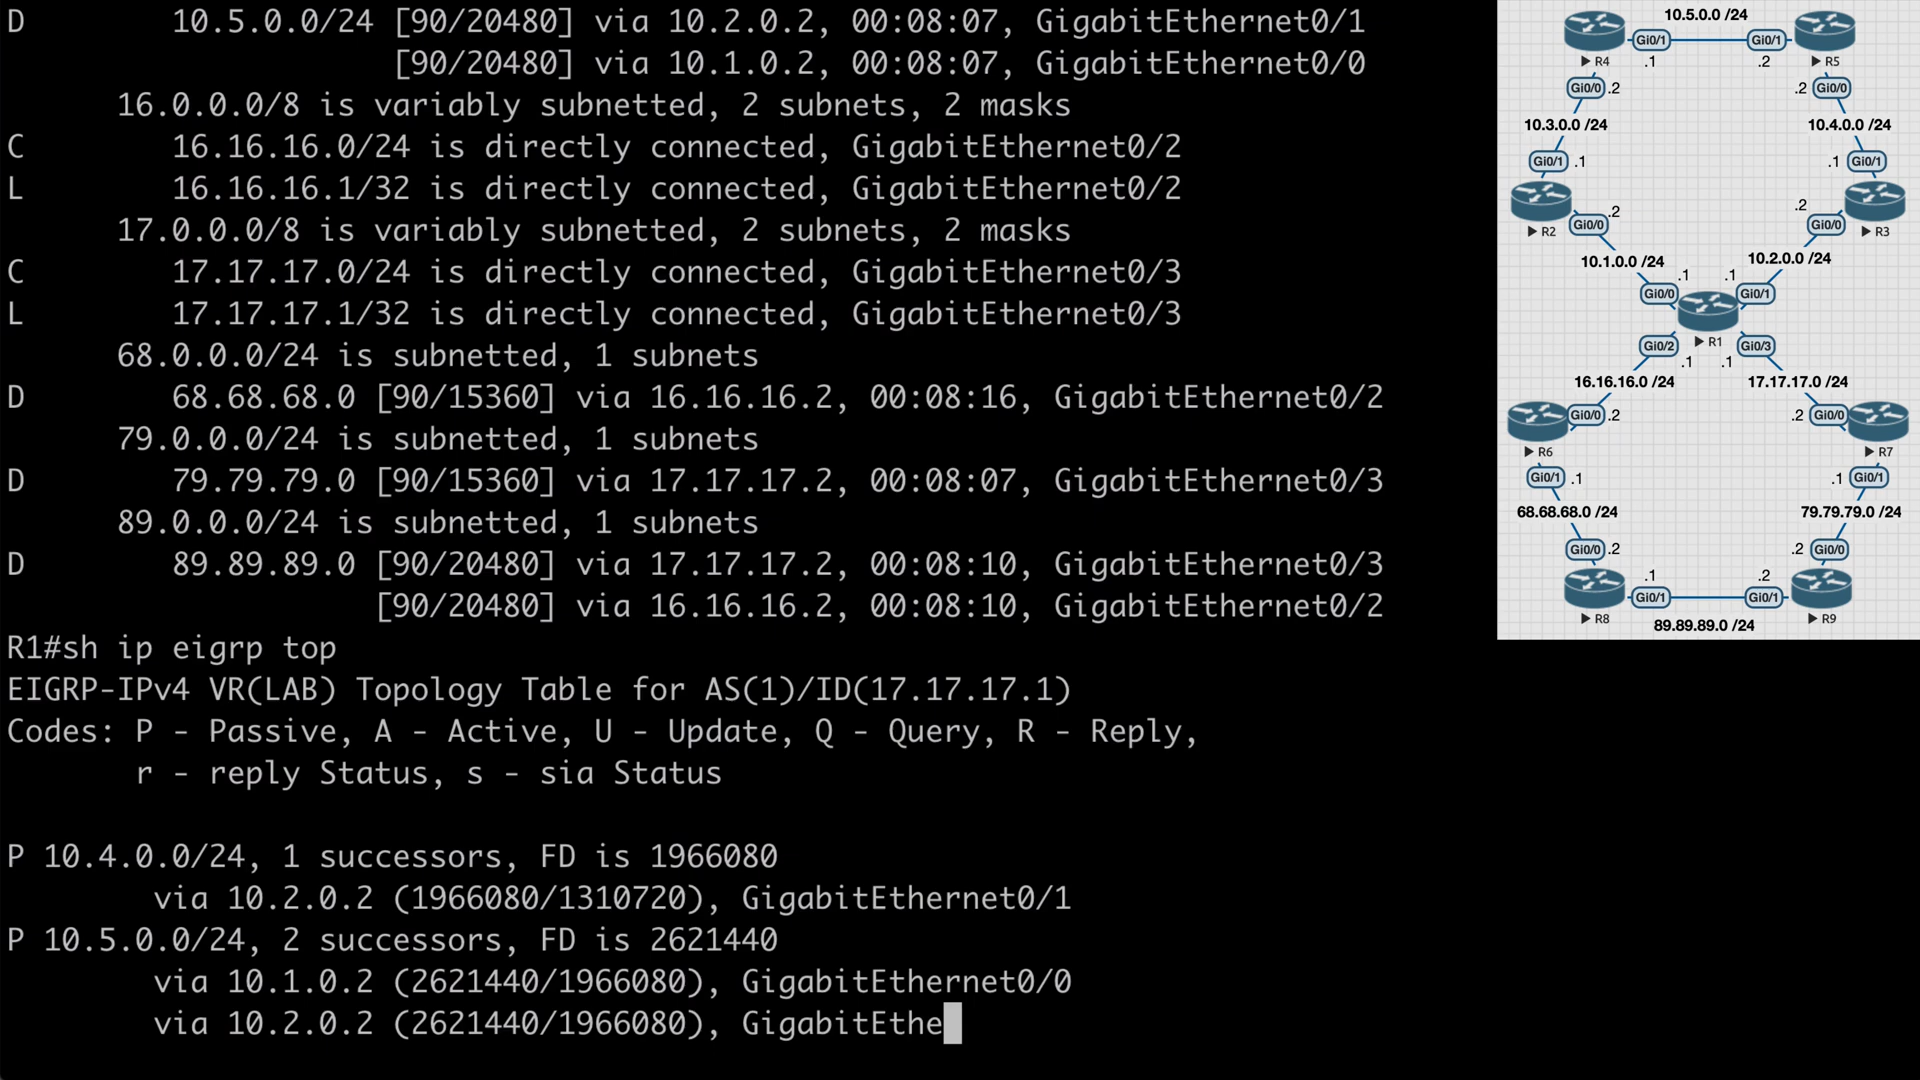 D        10.5.0.0/24 [90/20480] via 10.2.0.2, 00:08:07, GigabitEthernet0/1
                     [90/20480] via 10.1.0.2, 00:08:07, GigabitEthernet0/0
      16.0.0.0/8 is variably subnetted, 2 subnets, 2 masks
C        16.16.16.0/24 is directly connected, GigabitEthernet0/2
L        16.16.16.1/32 is directly connected, GigabitEthernet0/2
      17.0.0.0/8 is variably subnetted, 2 subnets, 2 masks
C        17.17.17.0/24 is directly connected, GigabitEthernet0/3
L        17.17.17.1/32 is directly connected, GigabitEthernet0/3
      68.0.0.0/24 is subnetted, 1 subnets
D        68.68.68.0 [90/15360] via 16.16.16.2, 00:08:16, GigabitEthernet0/2
      79.0.0.0/24 is subnetted, 1 subnets
D        79.79.79.0 [90/15360] via 17.17.17.2, 00:08:07, GigabitEthernet0/3
      89.0.0.0/24 is subnetted, 1 subnets
D        89.89.89.0 [90/20480] via 17.17.17.2, 00:08:10, GigabitEthernet0/3
                    [90/20480] via 16.16.16.2, 00:08:10, GigabitEthernet0/2
R1#sh ip eigrp top
EIGRP-IPv4 VR(LAB) Topology Table for AS(1)/ID(17.17.17.1)
Codes: P - Passive, A - Active, U - Update, Q - Query, R - Reply,
       r - reply Status, s - sia Status

P 10.4.0.0/24, 1 successors, FD is 1966080
        via 10.2.0.2 (1966080/1310720), GigabitEthernet0/1
P 10.5.0.0/24, 2 successors, FD is 2621440
        via 10.1.0.2 (2621440/1966080), GigabitEthernet0/0
        via 10.2.0.2 (2621440/1966080), GigabitEthe
10.5.0.0 /24
Gi0/1 Gi0/1
R4 .1 .2 R5
Gi0/0 .2 .2 Gi0/0
10.3.0.0 /24 10.4.0.0 /24
Gi0/1 .1 .1 Gi0/1
.2 .2
R2 Gi0/0 Gi0/0 R3
10.1.0.0 /24 10.2.0.0 /24
.1 .1
Gi0/0 Gi0/1
Gi0/2 R1 Gi0/3
.1 .1
16.16.16.0 /24 17.17.17.0 /24
Gi0/0 .2 .2 Gi0/0
R6 R7
Gi0/1 .1 .1 Gi0/1
68.68.68.0 /24 79.79.79.0 /24
Gi0/0 .2 .2 Gi0/0
.1 .2
Gi0/1 Gi0/1
R8 R9
89.89.89.0 /24